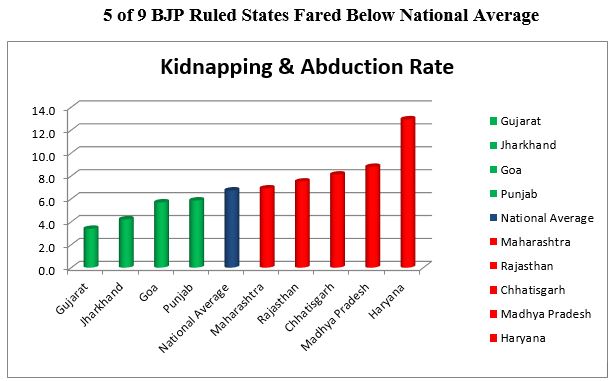 5 of 9 BJP Ruled States Fared Below National Average
Kidnapping & Abduction Rate
14.0
12.0
10.0
8.0
6.0
4.0
2.0
0.0
Gujarat
Jharkhand
Goa
Punjab
National Average
Maharashtra
Rajasthan
Chhatisgarh
Madhya Pradesh
Haryana
Gujarat
Jharkhand
Goa
Punjab
National Average
Maharashtra
Rajasthan
Chhatisgarh
Madhya Pradesh
Haryana